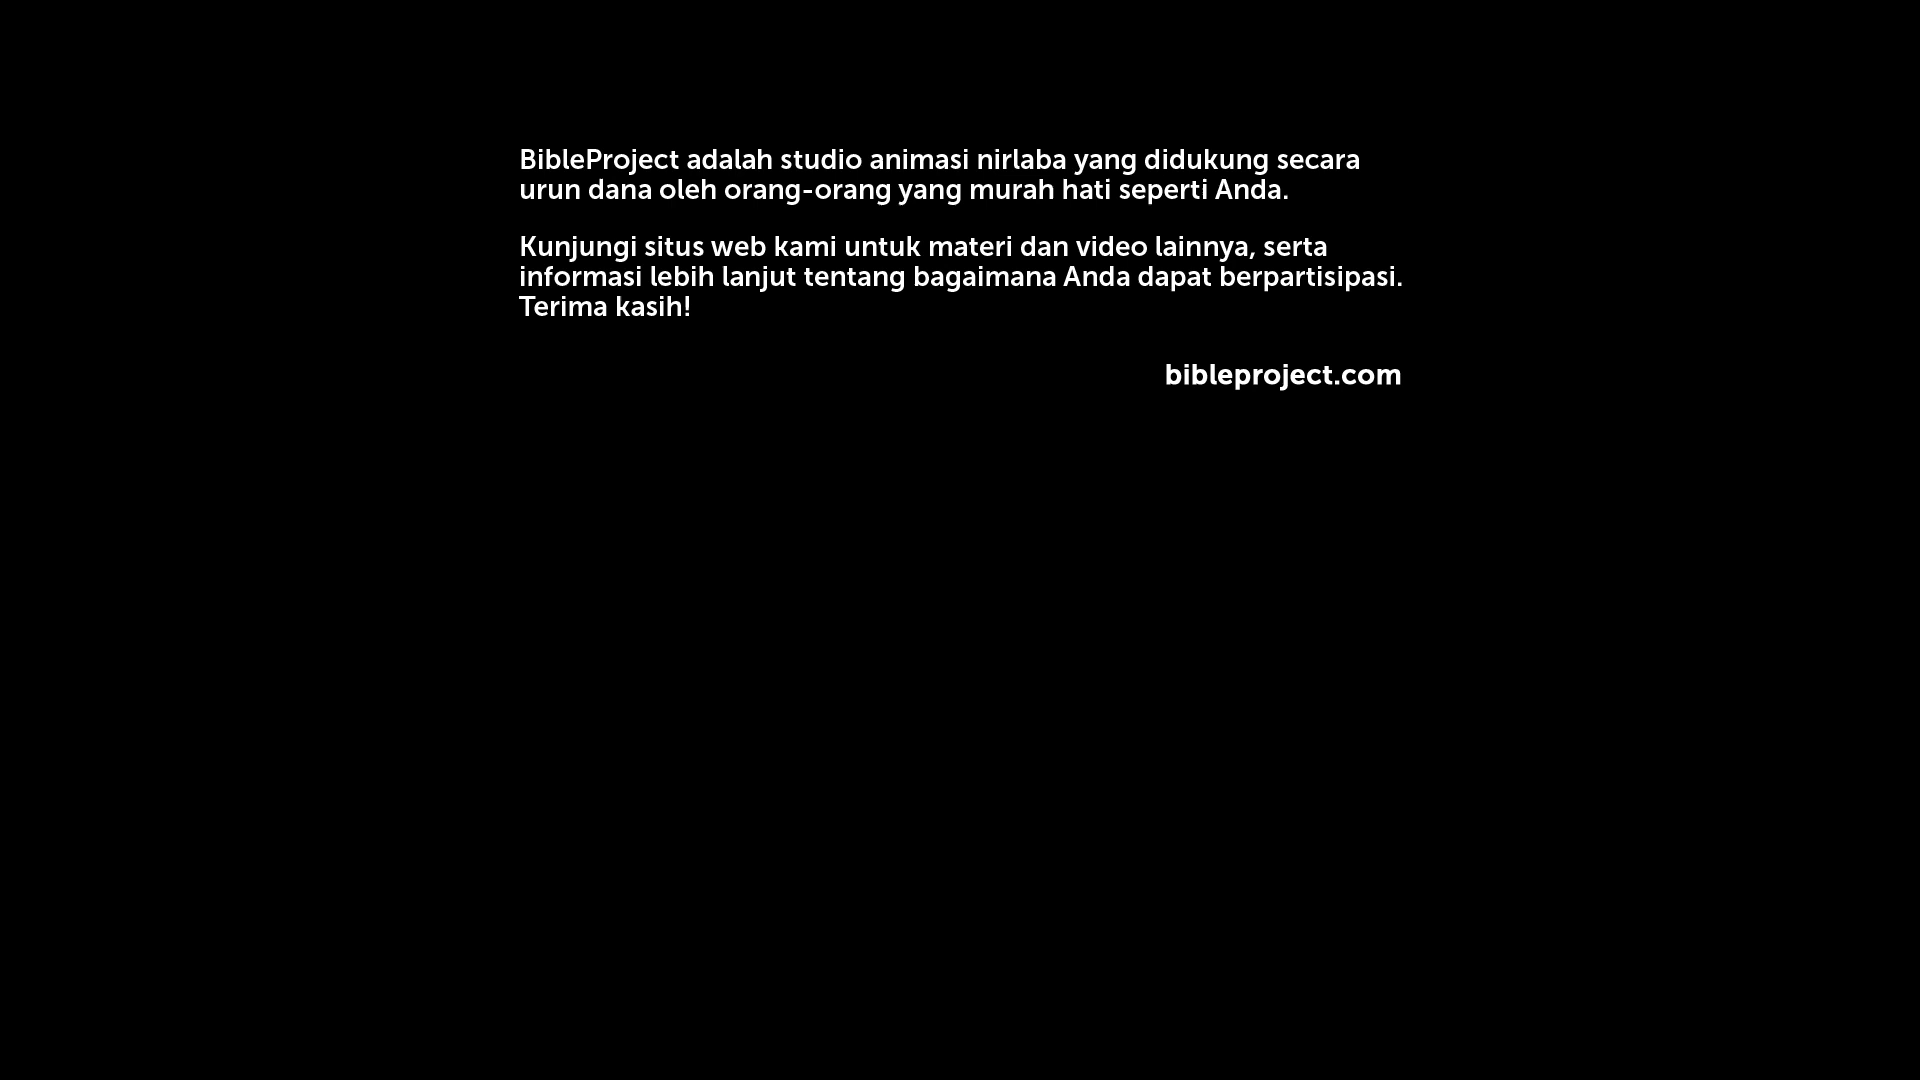 BibleProject adalah studio animasi nirlaba yang didukung secara
urun dana oleh orang-orang yang murah hati seperti Anda.
Kunjungi situs web kami untuk materi dan video lainnya, serta
informasi lebih lanjut tentang bagaimana Anda dapat berpartisipasi.
Terima kasih!
bibleproject.com